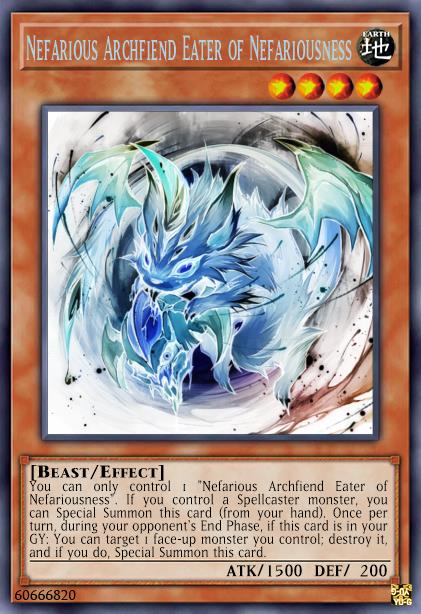 Nefarious Archfiend Eater of Nefariousness
EARTH
地
[Beast/Effect]
You can only control 1 "Nefarious Archfiend Eater of
Nefariousness". If you control a Spellcaster monster, you
can Special Summon this card (from your hand). Once per
turn, during your opponent's End Phase, if this card is in your
GY: You can target 1 face-up monster you control; destroy it,
and if you do, Special Summon this card.
ATK/1500 DEF/ 200
60666820